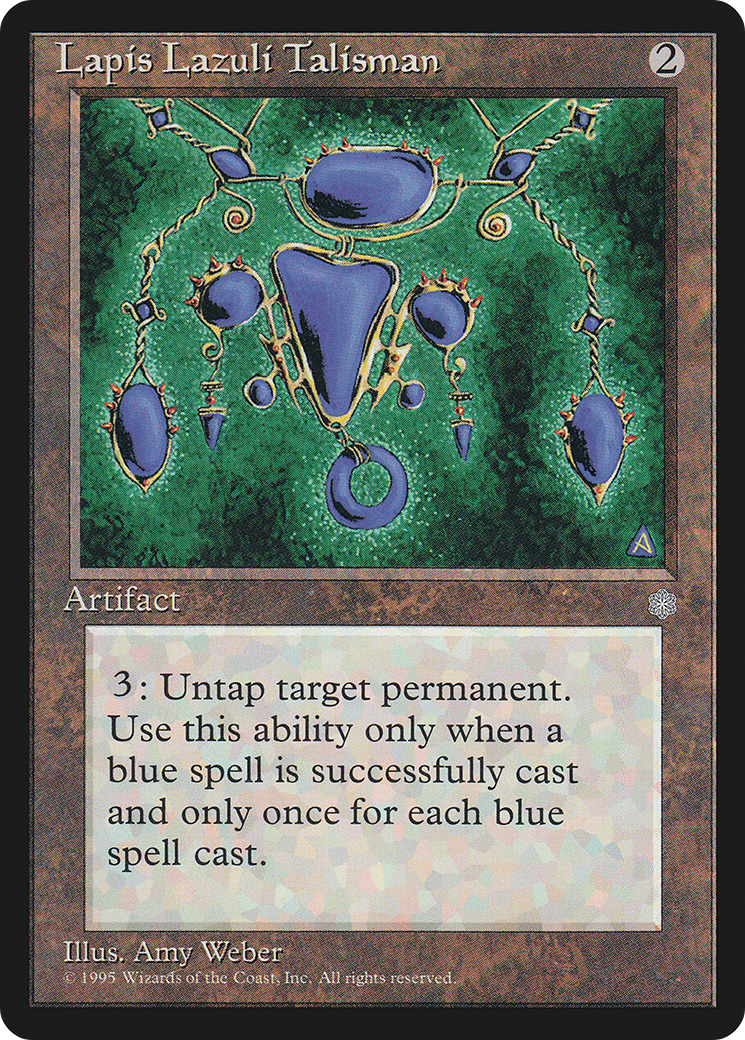 Lapis Lazuli Talisman
2
Artifact
3: Untap target permanent.
Use this ability only when a
blue spell is successfully cast
and only once for each blue
spell cast.
Illus. Amy Weber
© 1995 Wizards of the Coast, Inc. All rights reserved.